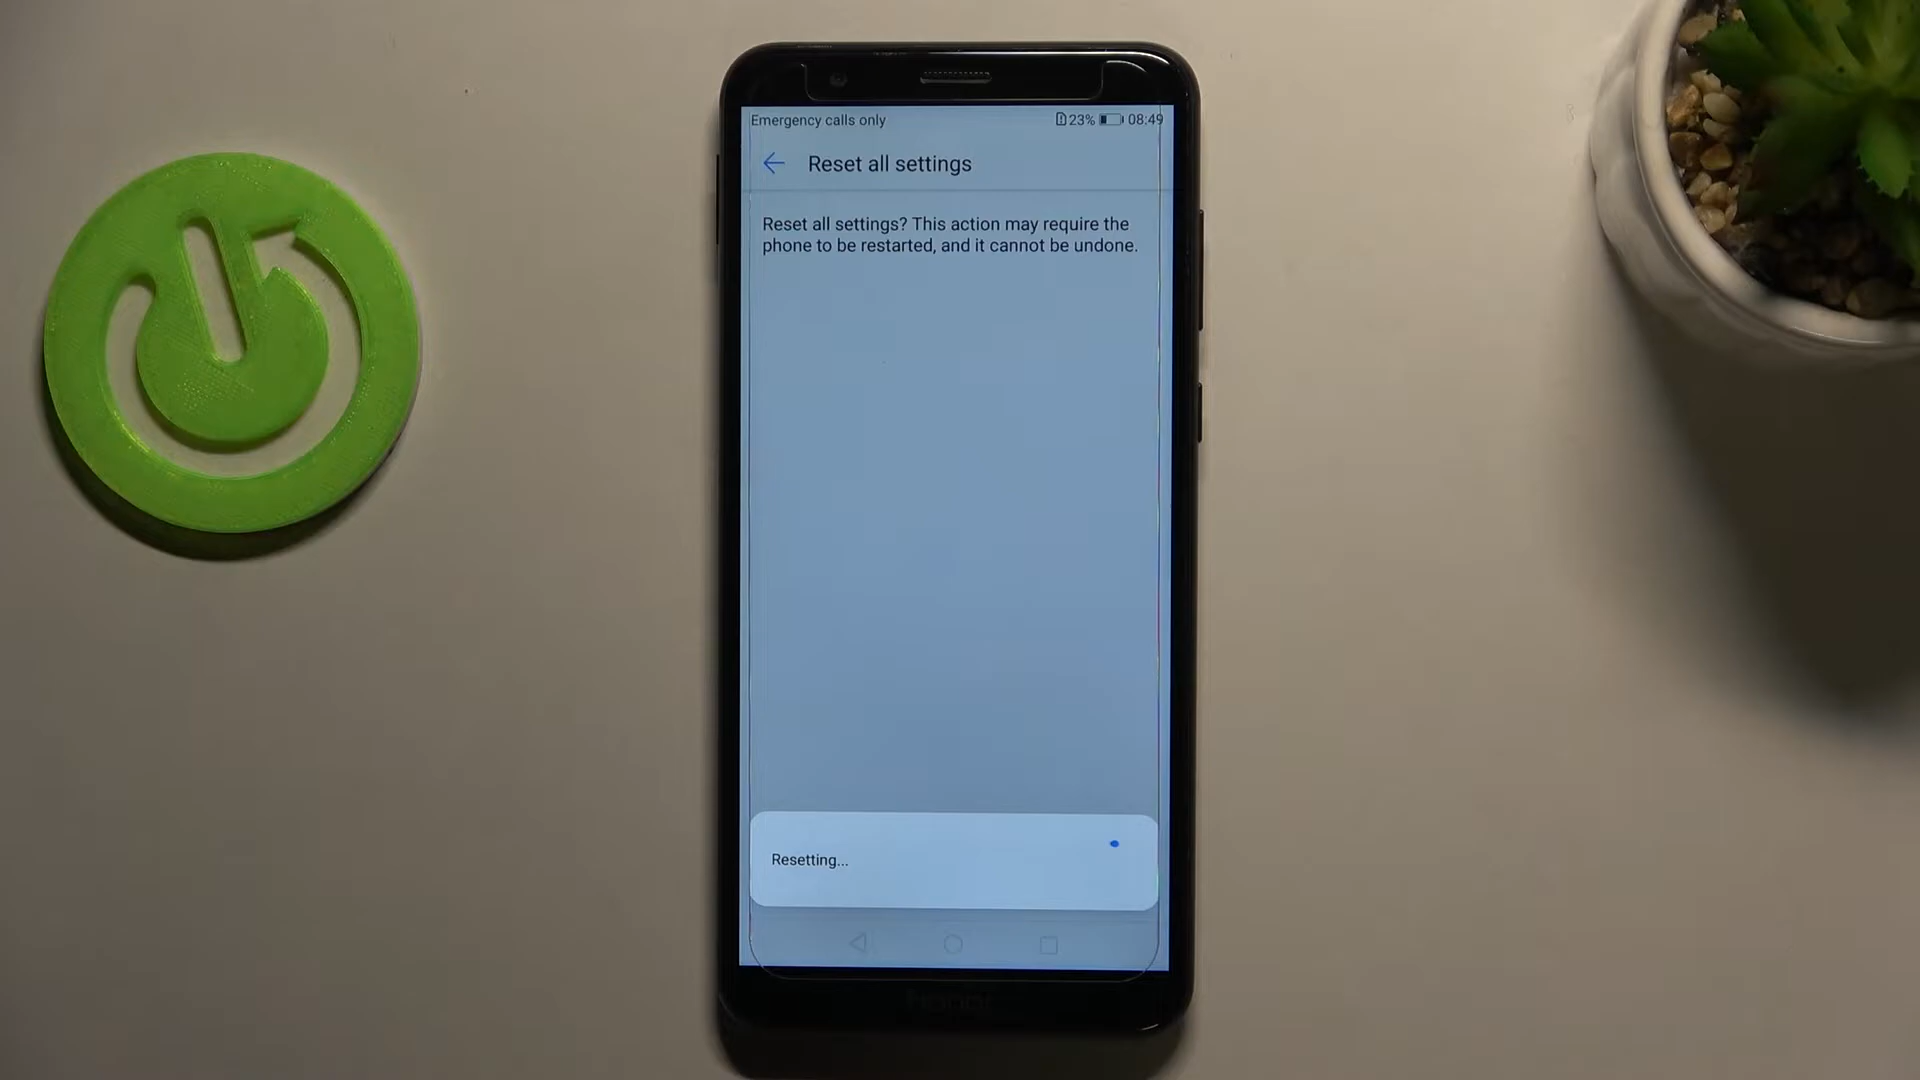 Emergency calls only
23% 08:49
Reset all settings
Reset all settings? This action may require the
phone to be restarted, and it cannot be undone.
Resetting...
honor